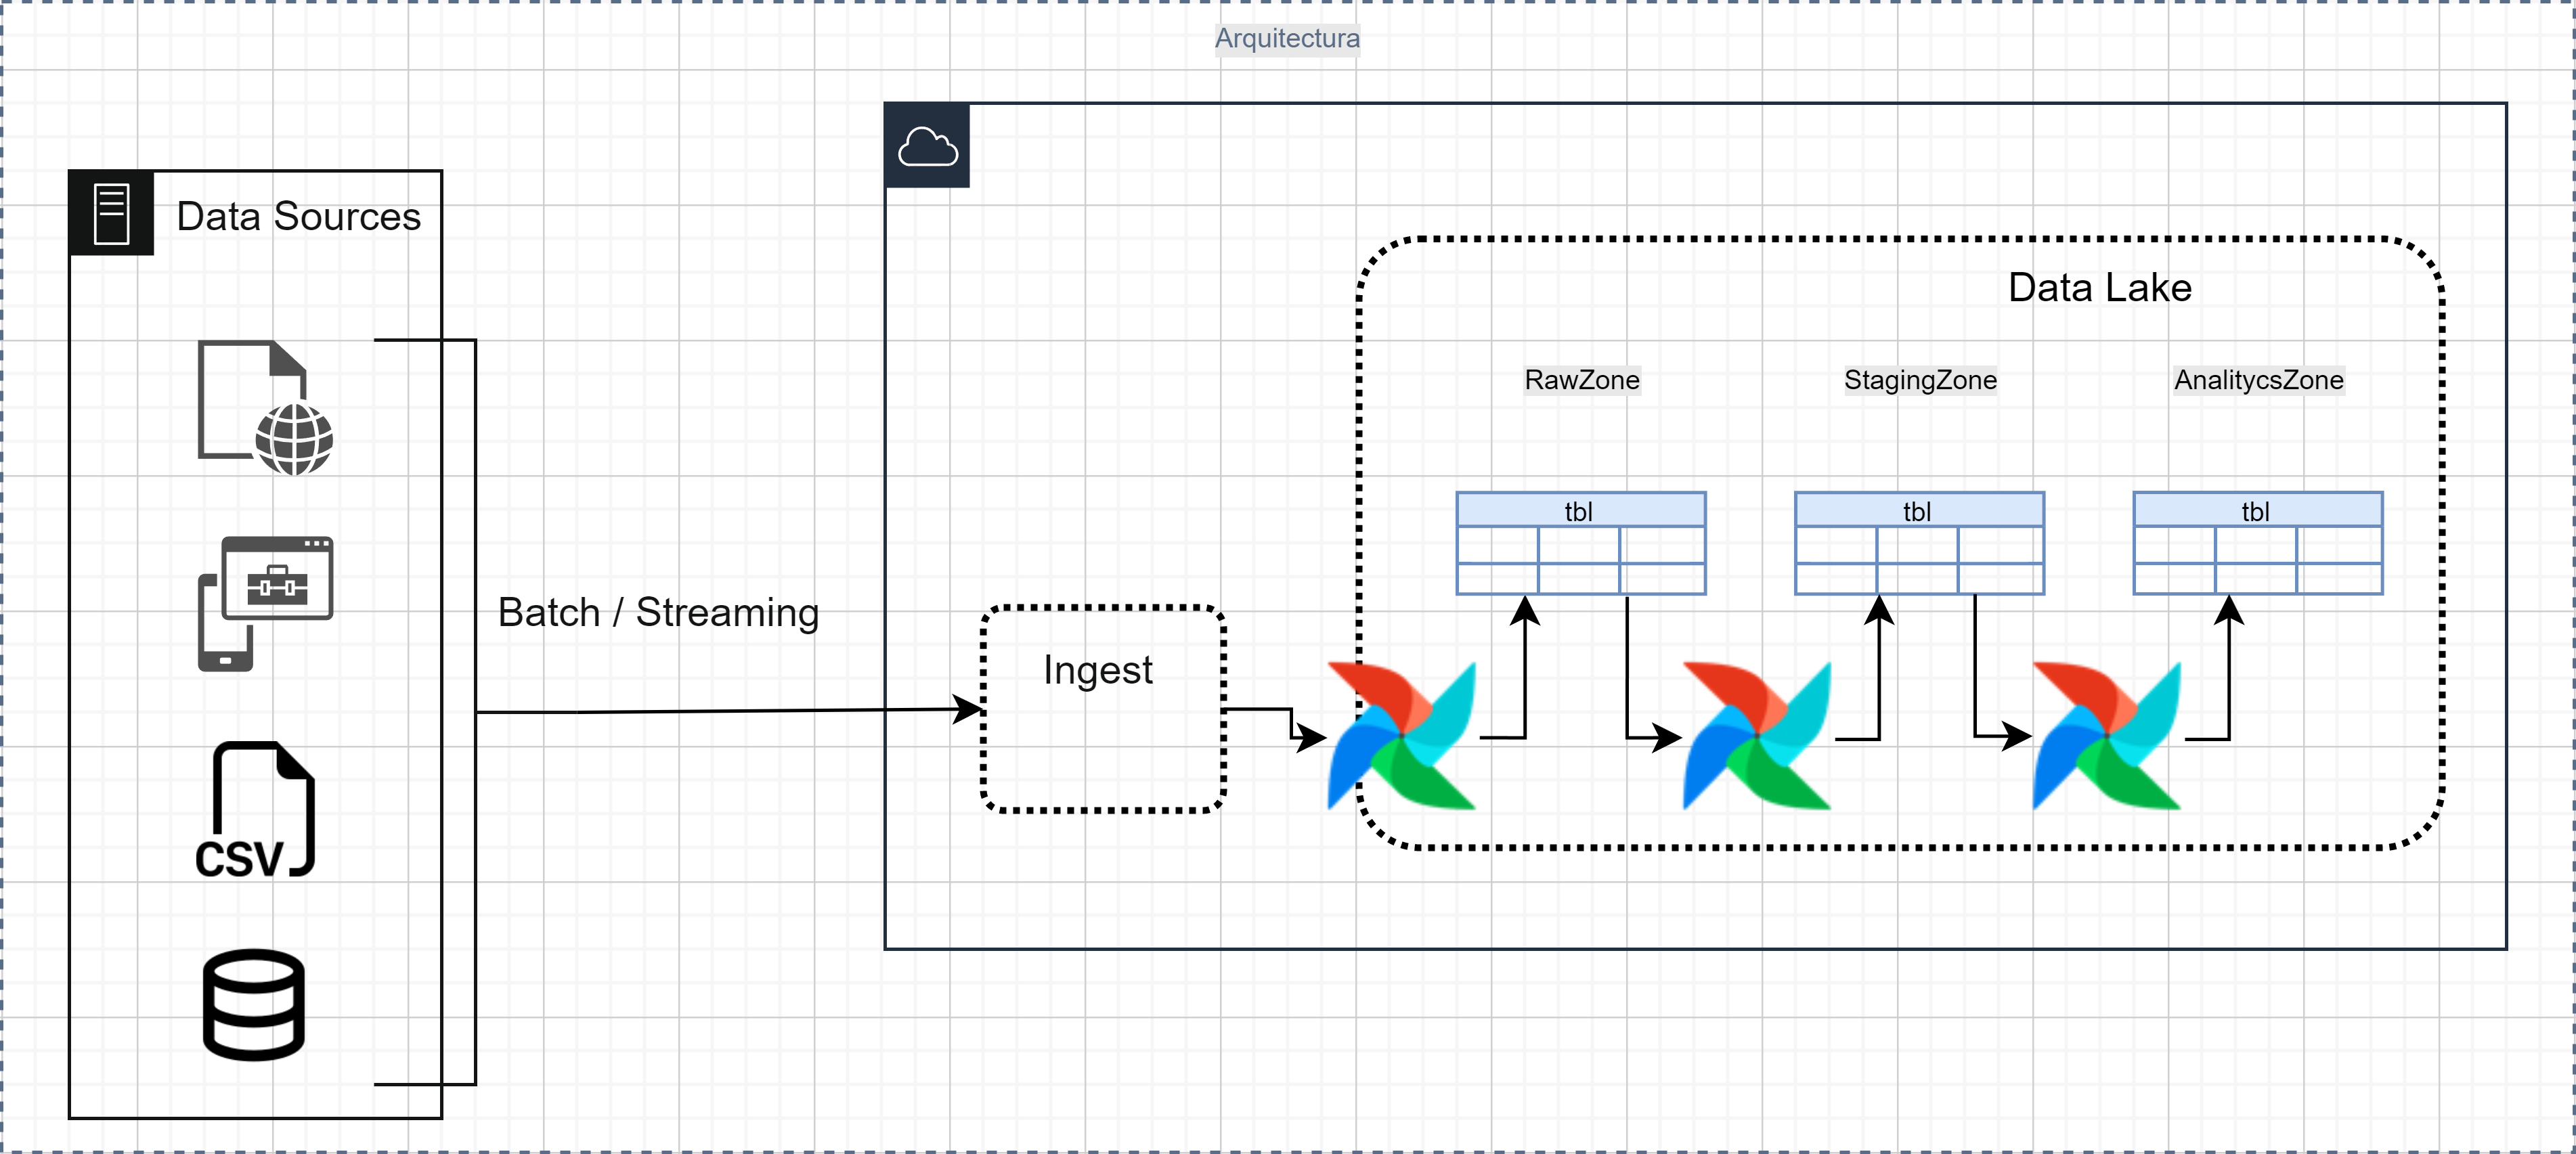 Arquitectura
Data Sources
Data Lake
RawZone
StagingZone
AnalitycsZone
tbl
tbl
tbl
Batch / Streaming
Ingest
CSV